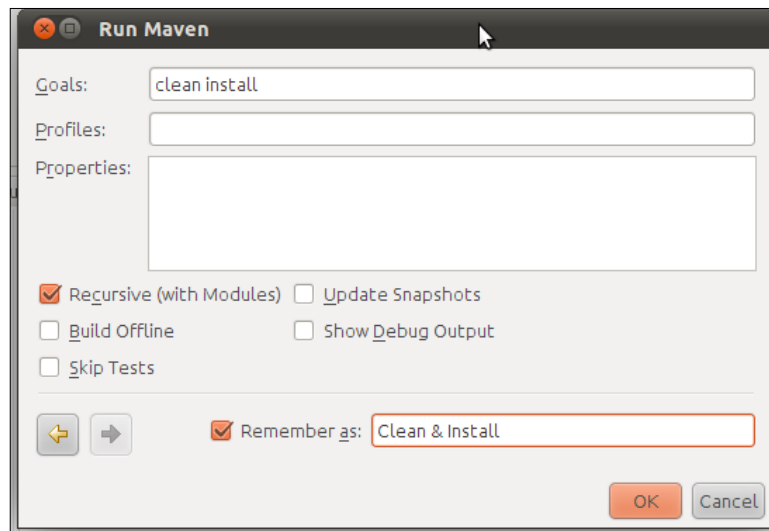 Run Maven
Goals: clean install
Profiles:
Properties:
Recursive (with Modules) Update Snapshots
Build Offline Show Debug Output
Skip Tests
Remember as: Clean & Install
OK Cancel